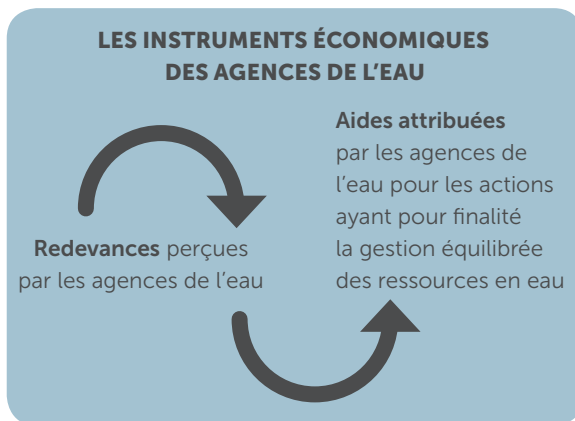 LES INSTRUMENTS ÉCONOMIQUES
DES AGENCES DE L’EAU
Redevances perçues
par les agences de l’eau
Aides attribuées
par les agences de
l’eau pour les actions
ayant pour finalité
la gestion équilibrée
des ressources en eau